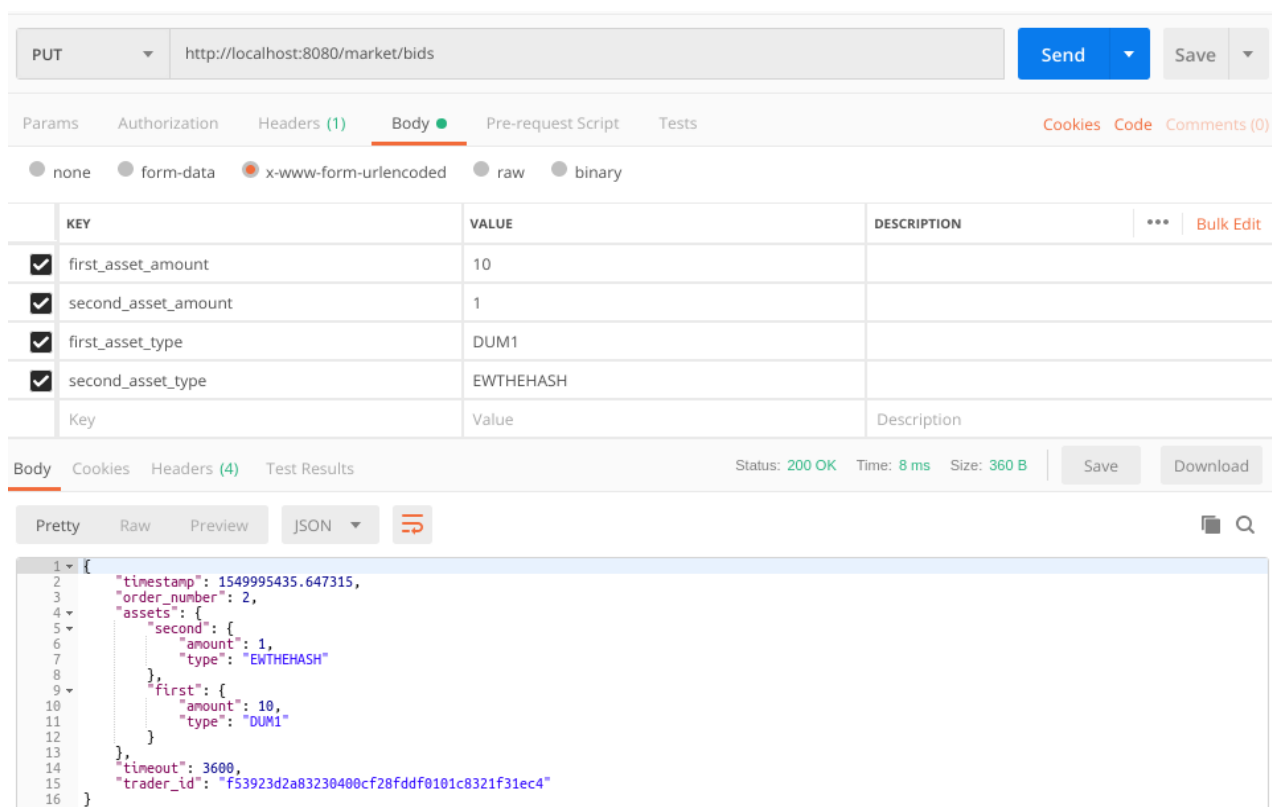 PUT http://localhost:8080/market/bids Send Save
Params Authorization Headers (1) Body Pre-request Script Tests Cookies Code Comments (0)
none form-data x-www-form-urlencoded raw binary
KEY VALUE DESCRIPTION ••• Bulk Edit
first_asset_amount 10
second_asset_amount 1
first_asset_type DUM1
second_asset_type EWTHEHASH
Key Value Description
Body Cookies Headers (4) Test Results Status: 200 OK Time: 8 ms Size: 360 B Save Download
Pretty Raw Preview JSON
1 {
2 "timestamp": 1549995435.647315,
3 "order_number": 2,
4 "assets": {
5 "second": {
6 "amount": 1,
7 "type": "EWTHEHASH"
8 },
9 "first": {
10 "amount": 10,
11 "type": "DUM1"
12 }
13 },
14 "timeout": 3600,
15 "trader_id": "f53923d2a83230400cf28fddf0101c8321f31ec4"
16 }